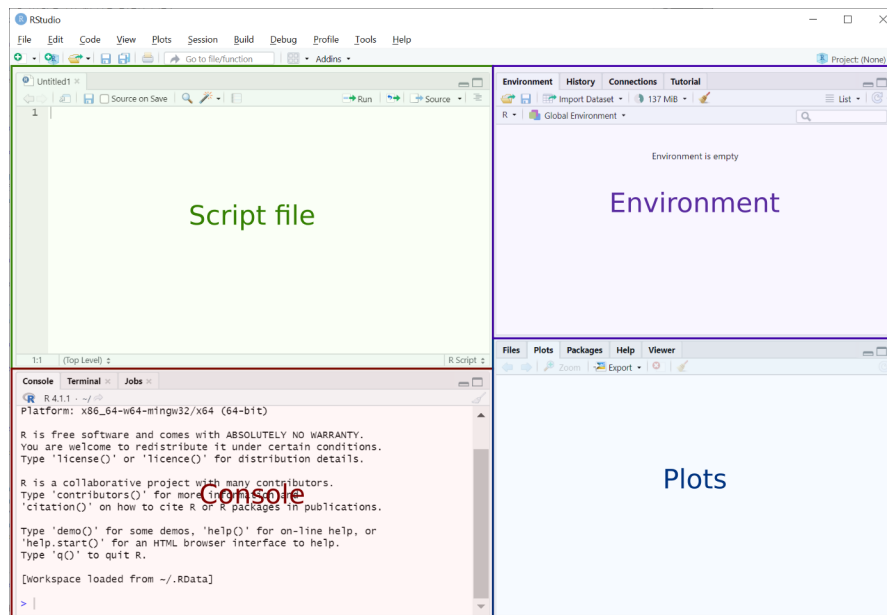 RStudio
File Edit Code View Plots Session Build Debug Profile Tools Help
Go to file/function Addins Project: (None)
Untitled1
Source on Save Run Source
1
Script file
1:1 (Top Level) R Script
Console Terminal Jobs
R 4.1.1 · ~/
Platform: x86_64-w64-mingw32/x64 (64-bit)
R is free software and comes with ABSOLUTELY NO WARRANTY.
You are welcome to redistribute it under certain conditions.
Type 'license()' or 'licence()' for distribution details.
R is a collaborative project with many contributors.
Type 'contributors()' for more information and
'citation()' on how to cite R or R packages in publications.
Console
Type 'demo()' for some demos, 'help()' for on-line help, or
'help.start()' for an HTML browser interface to help.
Type 'q()' to quit R.
[Workspace loaded from ~/.RData]
>
Environment History Connections Tutorial
Import Dataset 137 MiB List
R Global Environment
Environment is empty
Environment
Files Plots Packages Help Viewer
Zoom Export
Plots